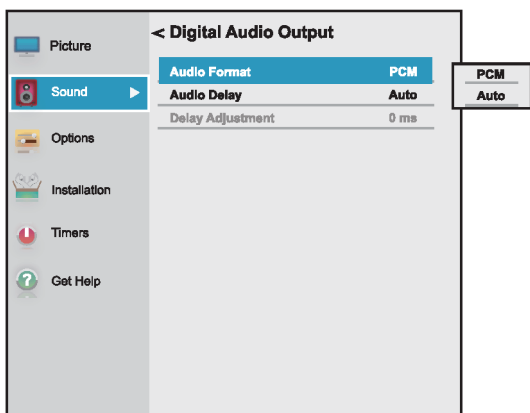 Picture
Sound
Options
Installation
Timers
Get Help
< Digital Audio Output
Audio Format PCM
Audio Delay Auto
Delay Adjustment 0 ms
PCM
Auto